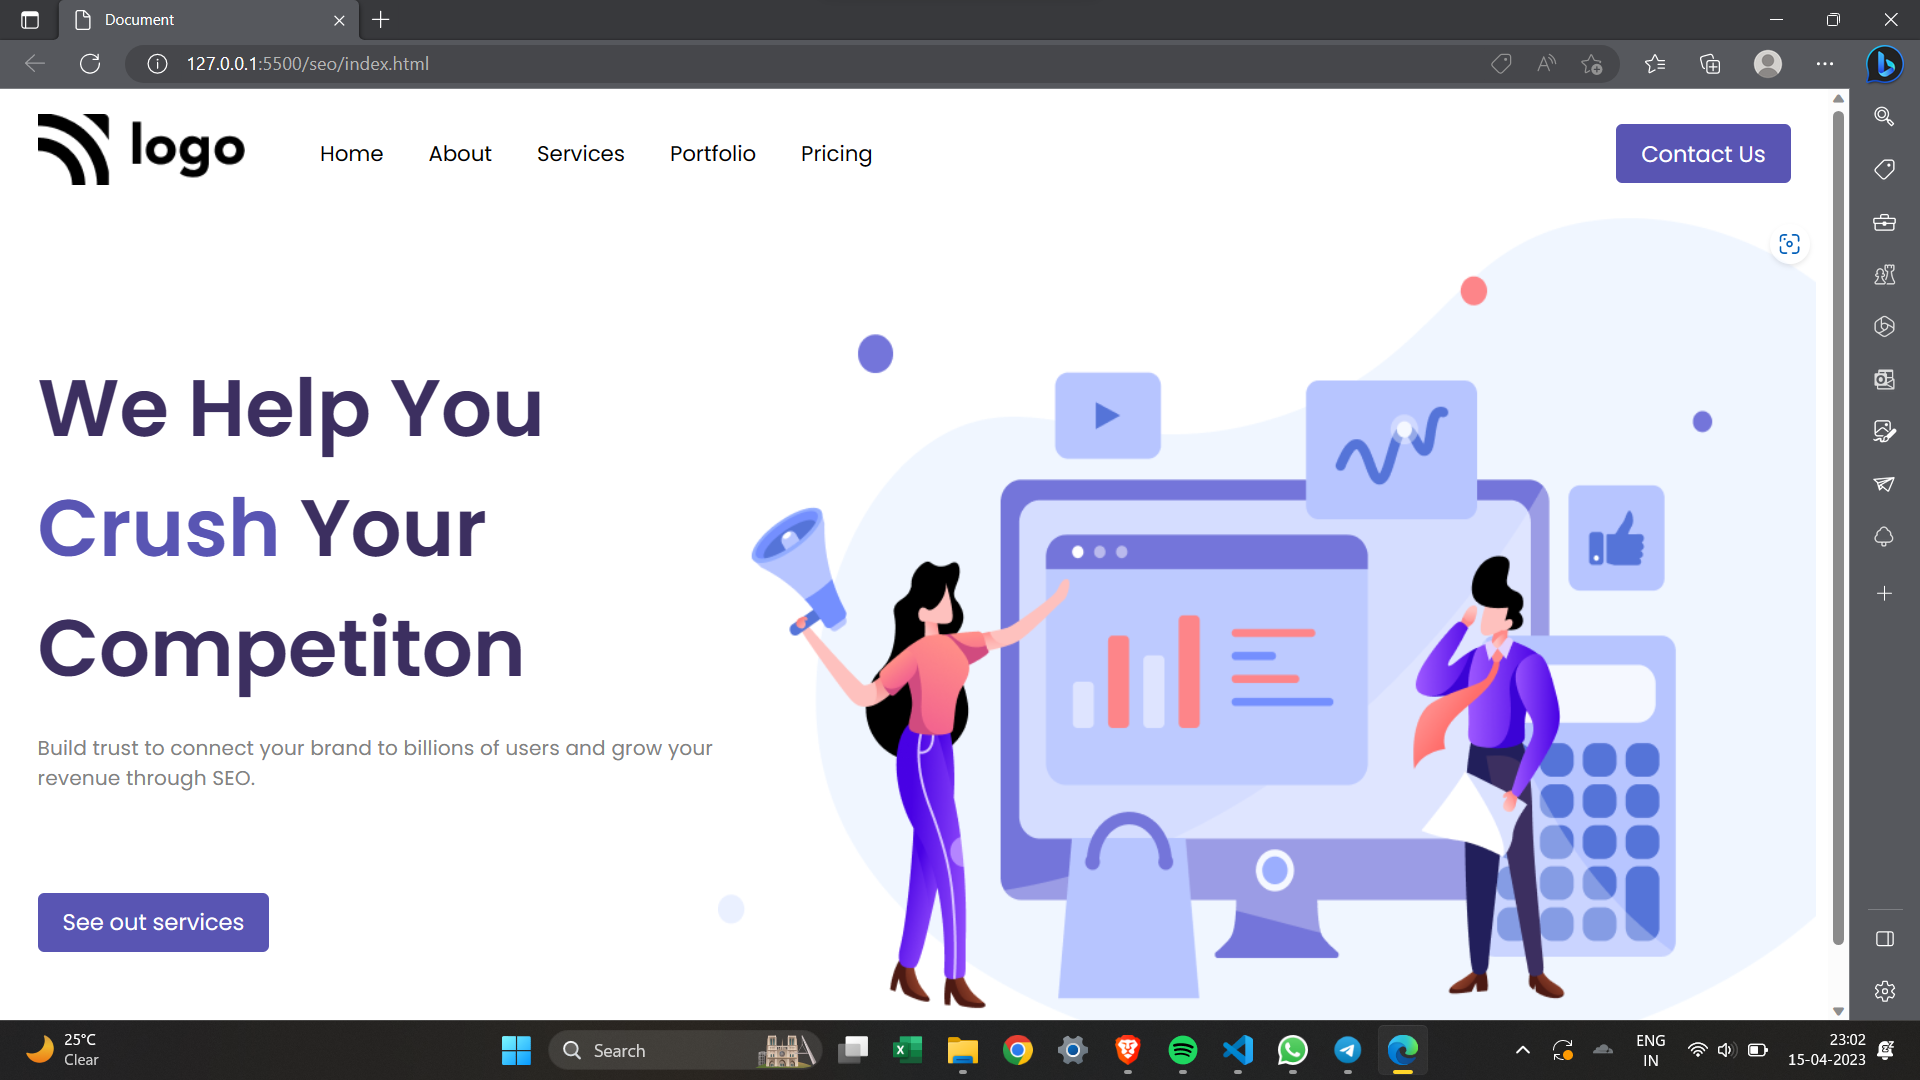 Document
127.0.0.1:5500/seo/index.html
logo
Home
About
Services
Portfolio
Pricing
Contact Us
We Help You
Crush Your
Competiton
Build trust to connect your brand to billions of users and grow your
revenue through SEO.
See out services
25°C
Clear
Search
ENG
IN
23:02
15-04-2023